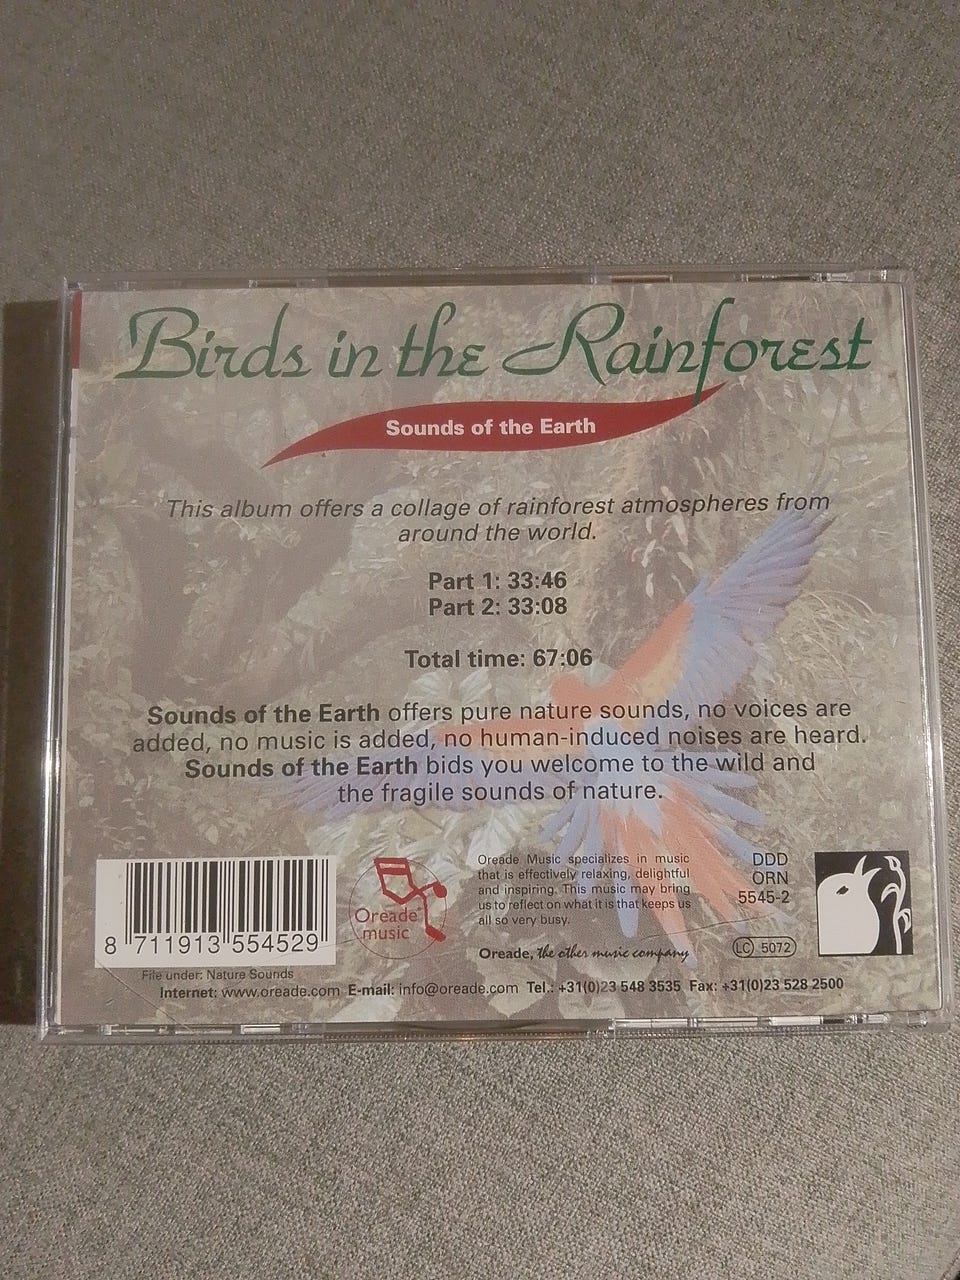 Birds in the Rainforest
Sounds of the Earth
This album offers a collage of rainforest atmospheres from
around the world.
Part 1: 33:46
Part 2: 33:08
Total time: 67:06
Sounds of the Earth offers pure nature sounds, no voices are
added, no music is added, no human-induced noises are heard.
Sounds of the Earth bids you welcome to the wild and
the fragile sounds of nature.
8 711913 554529
File under: Nature Sounds
Oreade
music
Oreade Music specializes in music
that is effectively relaxing, delightful
and inspiring. This music may bring
us to reflect on what it is that keeps us
all so very busy.
Oreade, the other music company
DDD
ORN
5545-2
LC 5072
Internet: www.oreade.com E-mail: info@oreade.com Tel.: +31(0)23 548 3535 Fax: +31(0)23 528 2500